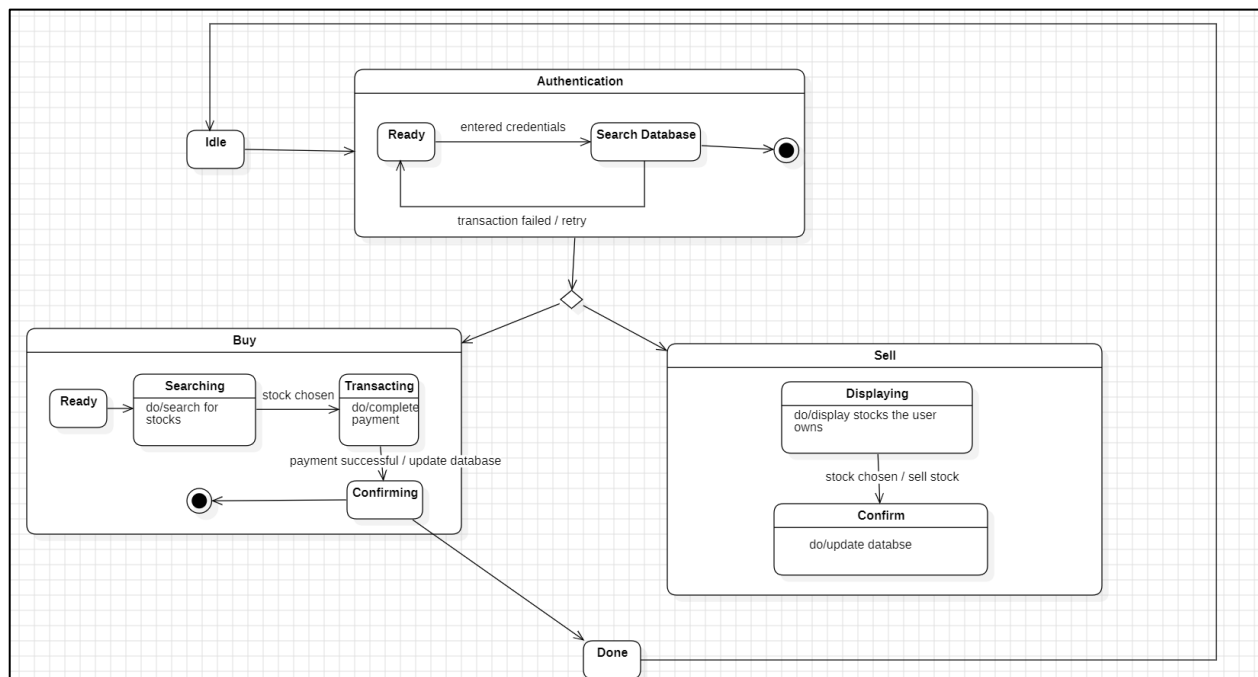 Authentication
Idle
Ready
entered credentials
Search Database
transaction failed / retry
Buy
Ready
Searching
do/search for
stocks
stock chosen
Transacting
do/complete
payment
payment successful / update database
Confirming
Sell
Displaying
do/display stocks the user
owns
stock chosen / sell stock
Confirm
do/update databse
Done